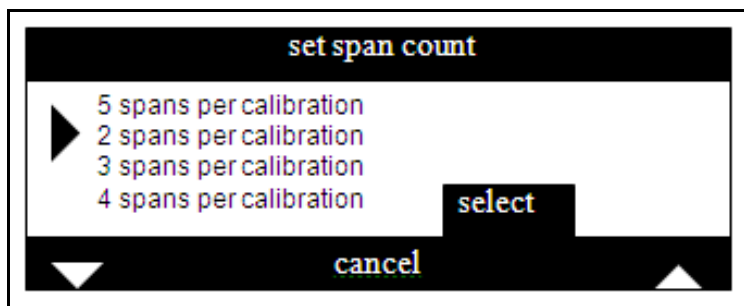 set span count
5 spans per calibration
2 spans per calibration
3 spans per calibration
4 spans per calibration
select
cancel